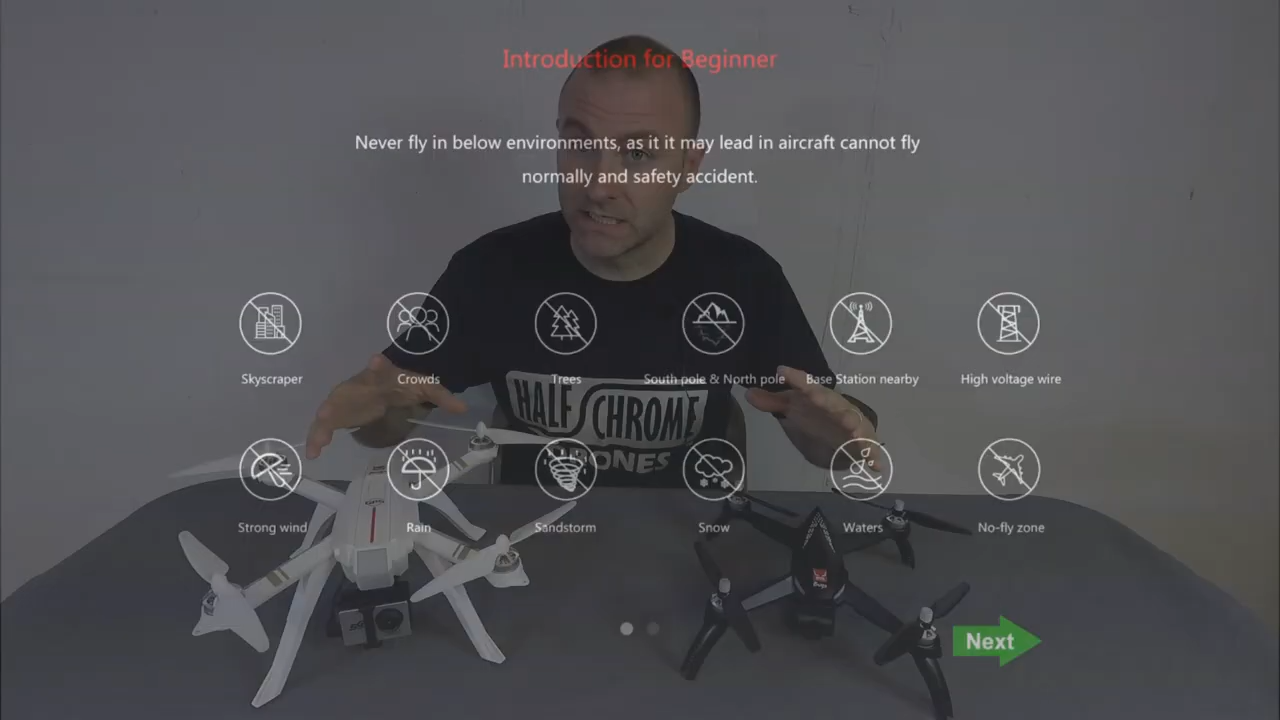 Introduction for Beginner
Never fly in below environments, as it it may lead in aircraft cannot fly
normally and safety accident.
Skyscraper
Crowds
Trees
South pole & North pole
Base Station nearby
High voltage wire
HALF CHROME
DRONES
Strong wind
Rain
Sandstorm
Snow
Waters
No-fly zone
Bugs
Next